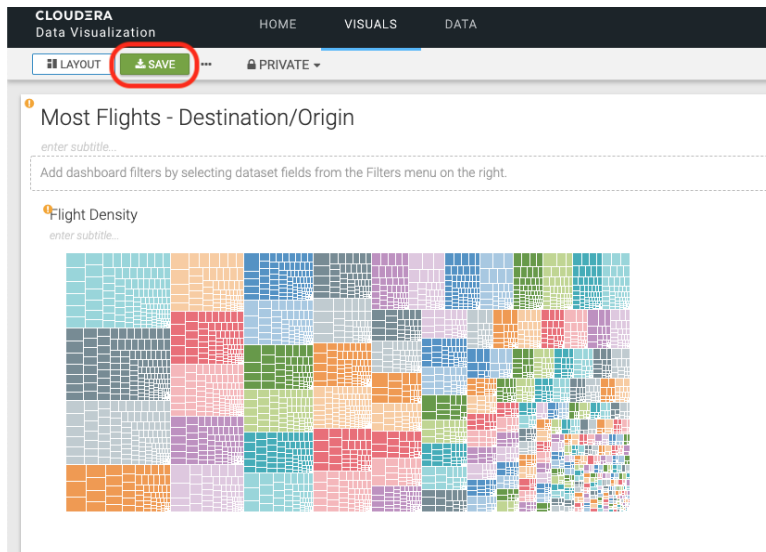 CLOUDERA
Data Visualization
HOME VISUALS DATA
LAYOUT SAVE ••• PRIVATE
Most Flights - Destination/Origin
enter subtitle...
Add dashboard filters by selecting dataset fields from the Filters menu on the right.
Flight Density
enter subtitle...